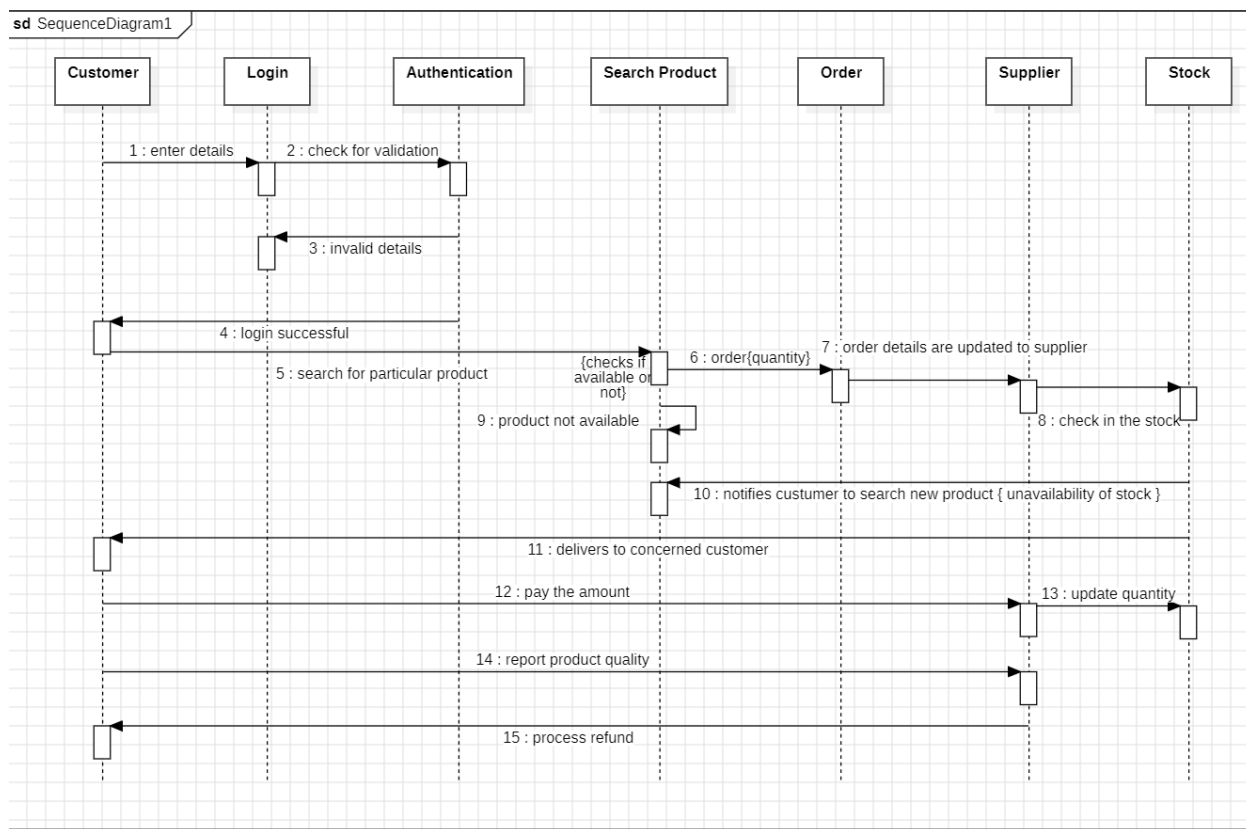 sd SequenceDiagram1
Customer
Login
Authentication
Search Product
Order
Supplier
Stock
1 : enter details
2 : check for validation
3 : invalid details
4 : login successful
5 : search for particular product
{checks if
available or
not}
6 : order{quantity}
7 : order details are updated to supplier
8 : check in the stock
9 : product not available
10 : notifies custumer to search new product { unavailability of stock }
11 : delivers to concerned customer
12 : pay the amount
13 : update quantity
14 : report product quality
15 : process refund